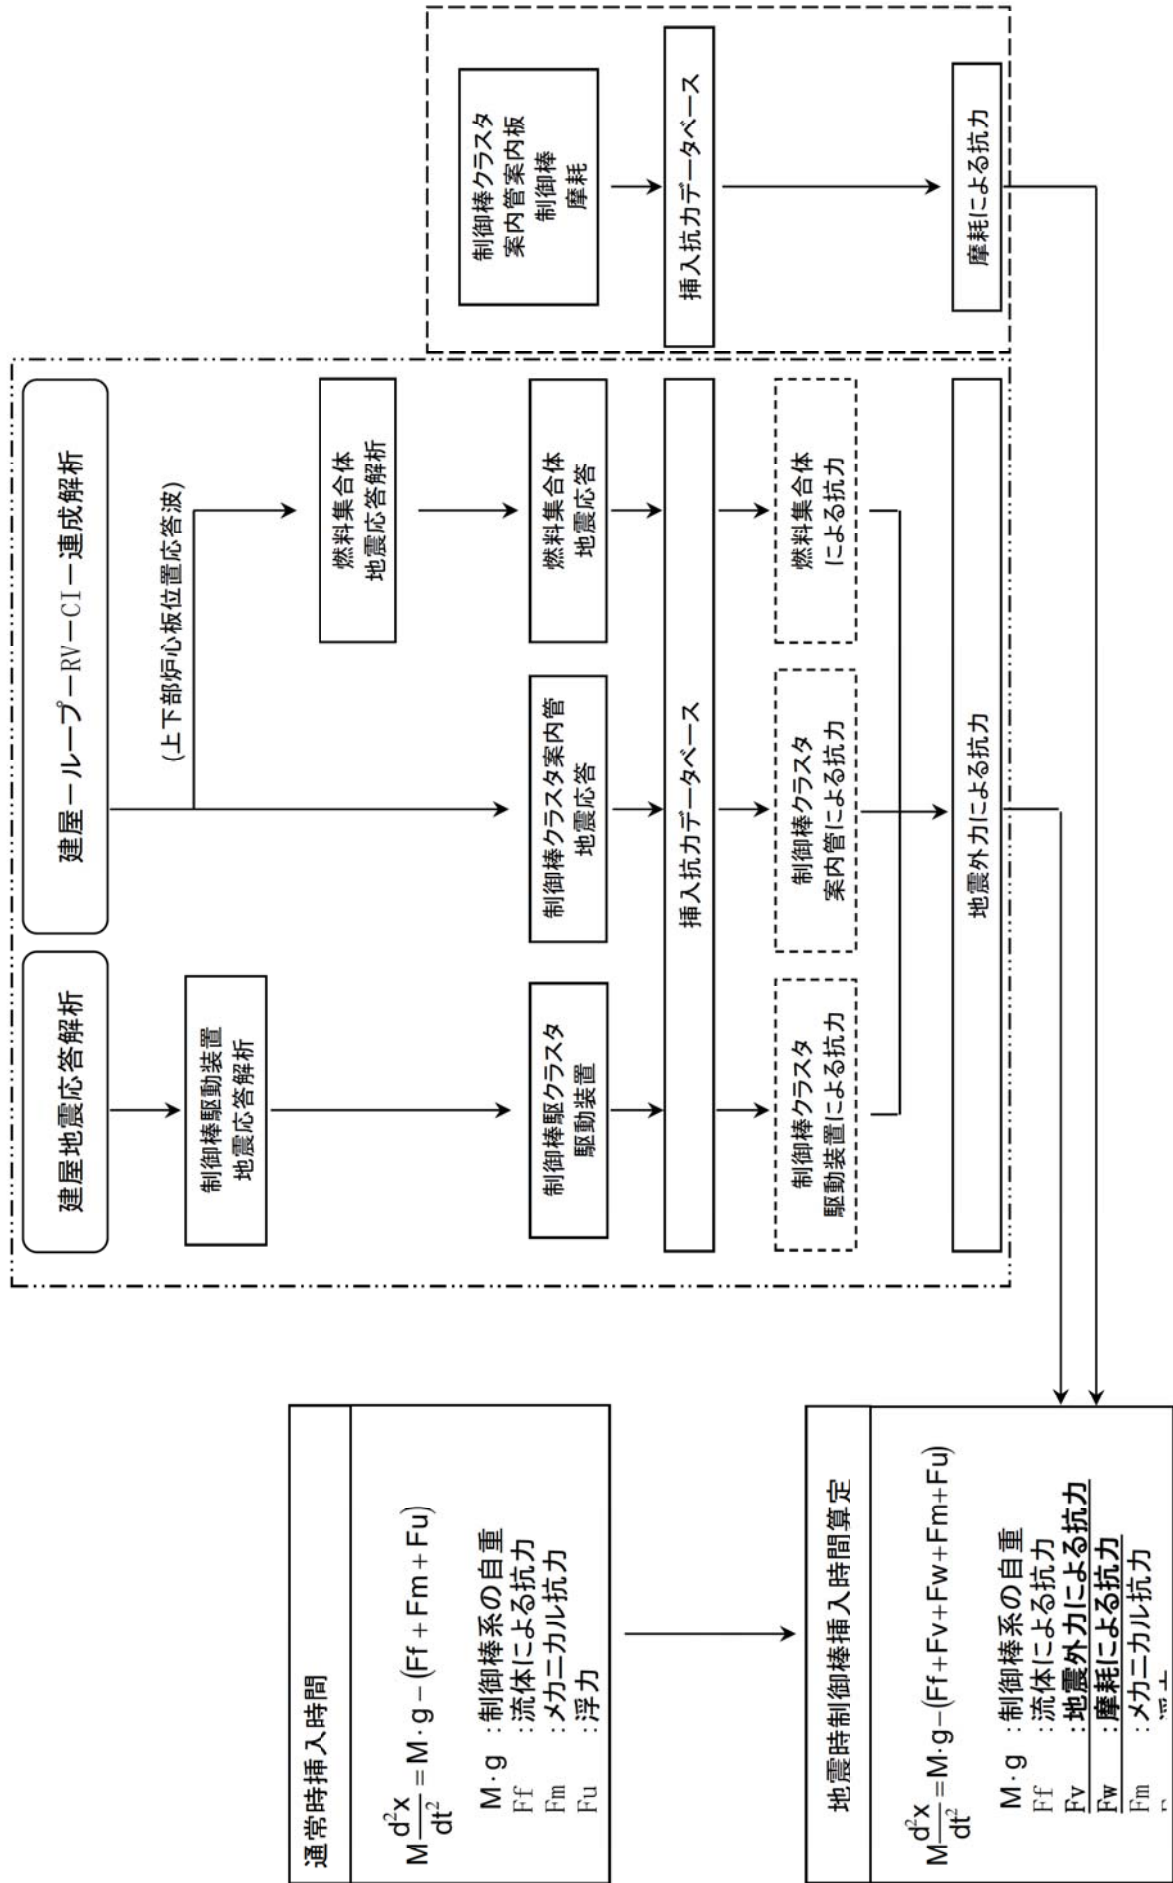 通常時挿入時間
M d²x/dt² = M·g−(Ff+Fm+Fu)
M·g :制御棒系の自重
Ff :流体による抗力
Fm :メカニカル抗力
Fu :浮力
地震時制御棒挿入時間算定
M d²x/dt² = M·g−(Ff+Fv+Fw+Fm+Fu)
M·g :制御棒系の自重
Ff :流体による抗力
Fv :地震外力による抗力
Fw :摩耗による抗力
Fm :メカニカル抗力
建屋地震応答解析
制御棒駆動装置
地震応答解析
制御棒駆クラスタ
駆動装置
建屋－ループ－RV－CI－連成解析
(上下部炉心板位置応答波)
燃料集合体
地震応答解析
制御棒クラスタ案内管
地震応答
燃料集合体
地震応答
挿入抗力データベース
制御棒クラスタ
駆動装置による抗力
制御棒クラスタ
案内管による抗力
燃料集合体
による抗力
地震外力による抗力
制御棒クラスタ
案内管案内板
制御棒
摩耗
挿入抗力データベース
摩耗による抗力